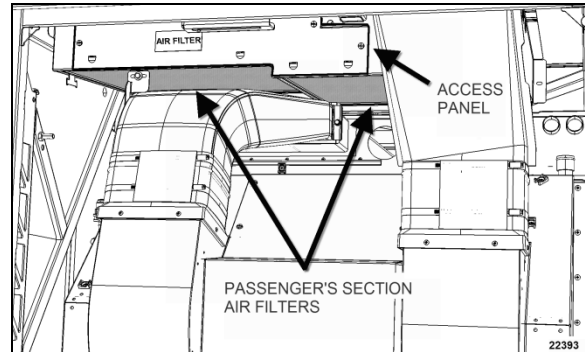 AIR FILTER
ACCESS
PANEL
PASSENGER'S SECTION
AIR FILTERS
22393